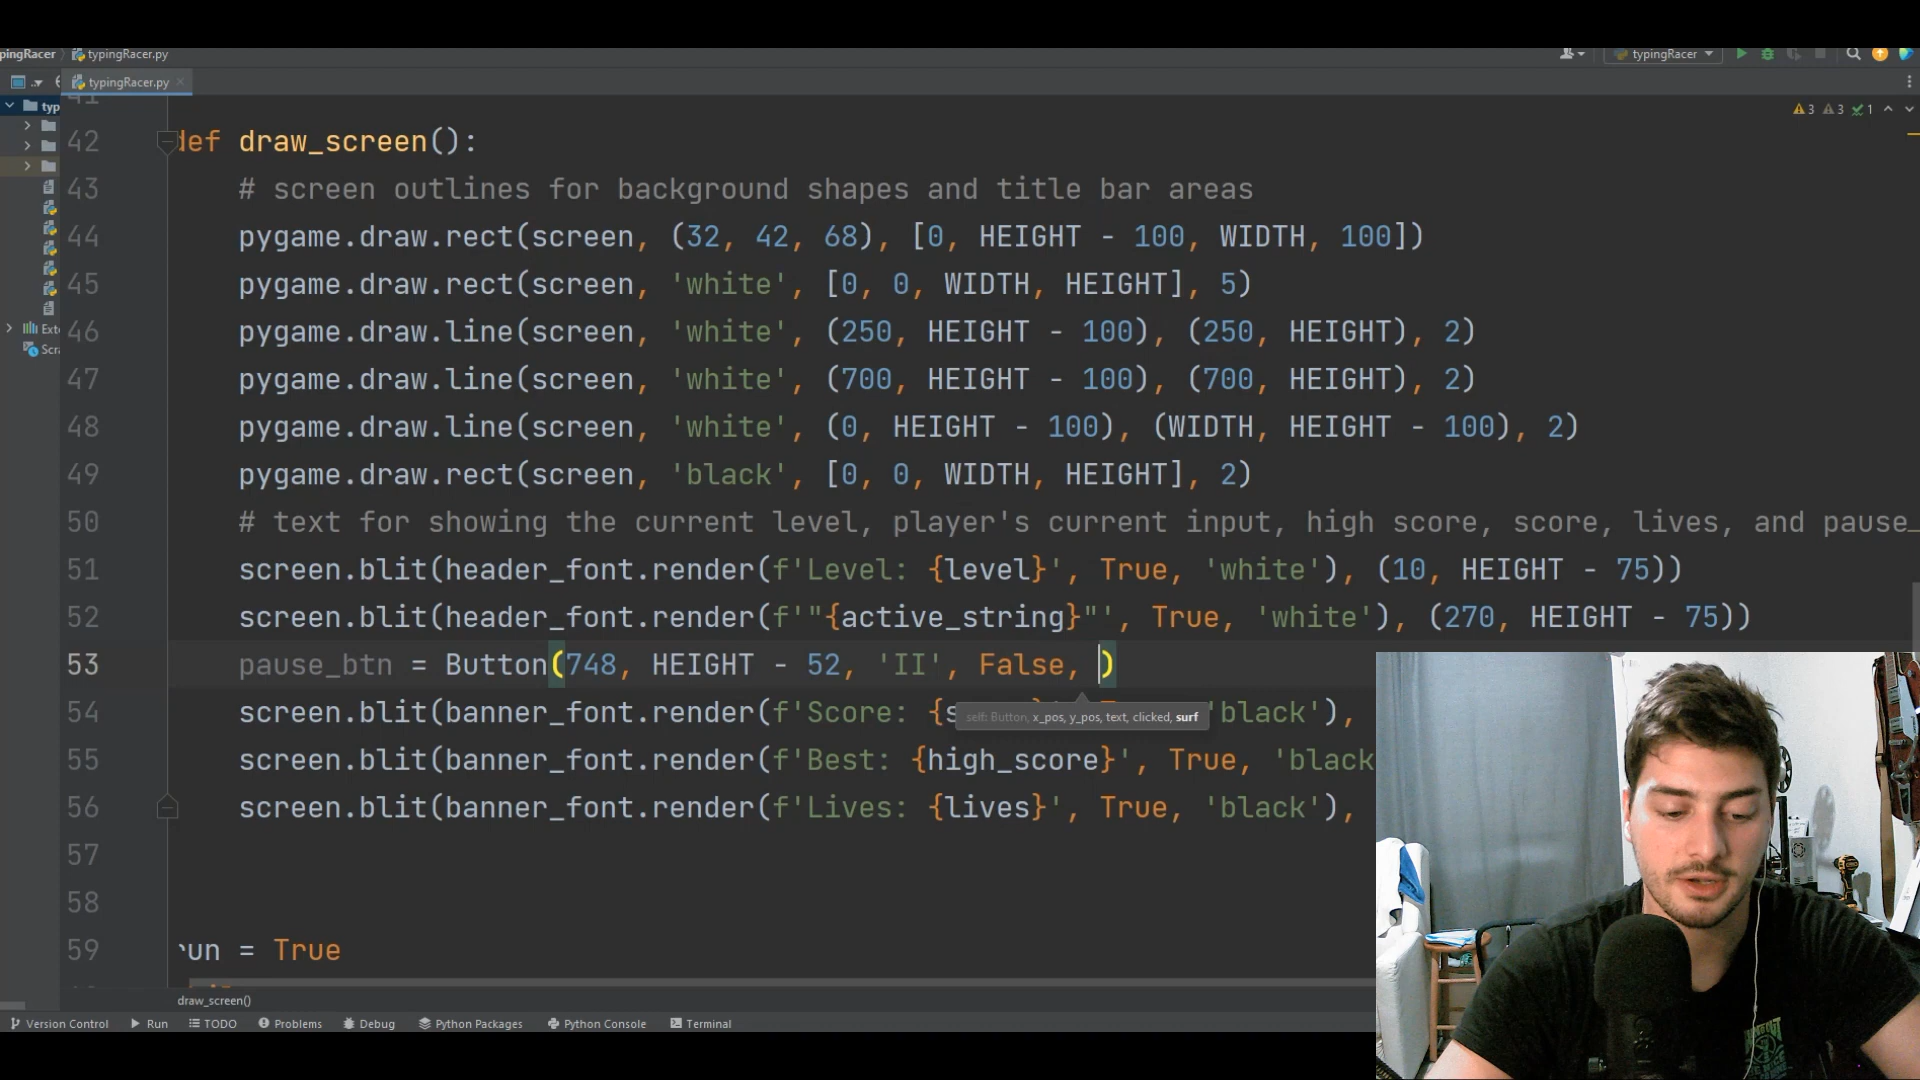 pingRacer typingRacer.py typingRacer
typingRacer.py
typ
3 3 1
41
42 def draw_screen():
43 # screen outlines for background shapes and title bar areas
44 pygame.draw.rect(screen, (32, 42, 68), [0, HEIGHT - 100, WIDTH, 100])
45 pygame.draw.rect(screen, 'white', [0, 0, WIDTH, HEIGHT], 5)
46 pygame.draw.line(screen, 'white', (250, HEIGHT - 100), (250, HEIGHT), 2)
Exte
Scra
47 pygame.draw.line(screen, 'white', (700, HEIGHT - 100), (700, HEIGHT), 2)
48 pygame.draw.line(screen, 'white', (0, HEIGHT - 100), (WIDTH, HEIGHT - 100), 2)
49 pygame.draw.rect(screen, 'black', [0, 0, WIDTH, HEIGHT], 2)
50 # text for showing the current level, player's current input, high score, score, lives, and pause
51 screen.blit(header_font.render(f'Level: {level}', True, 'white'), (10, HEIGHT - 75))
52 screen.blit(header_font.render(f'"{active_string}"', True, 'white'), (270, HEIGHT - 75))
53 pause_btn = Button(748, HEIGHT - 52, 'II', False, )
54 screen.blit(banner_font.render(f'Score: {s 'black'),
self: Button, x_pos, y_pos, text, clicked, surf
55 screen.blit(banner_font.render(f'Best: {high_score}', True, 'black
56 screen.blit(banner_font.render(f'Lives: {lives}', True, 'black'),
57
58
59 run = True
draw_screen()
Version Control Run TODO Problems Debug Python Packages Python Console Terminal